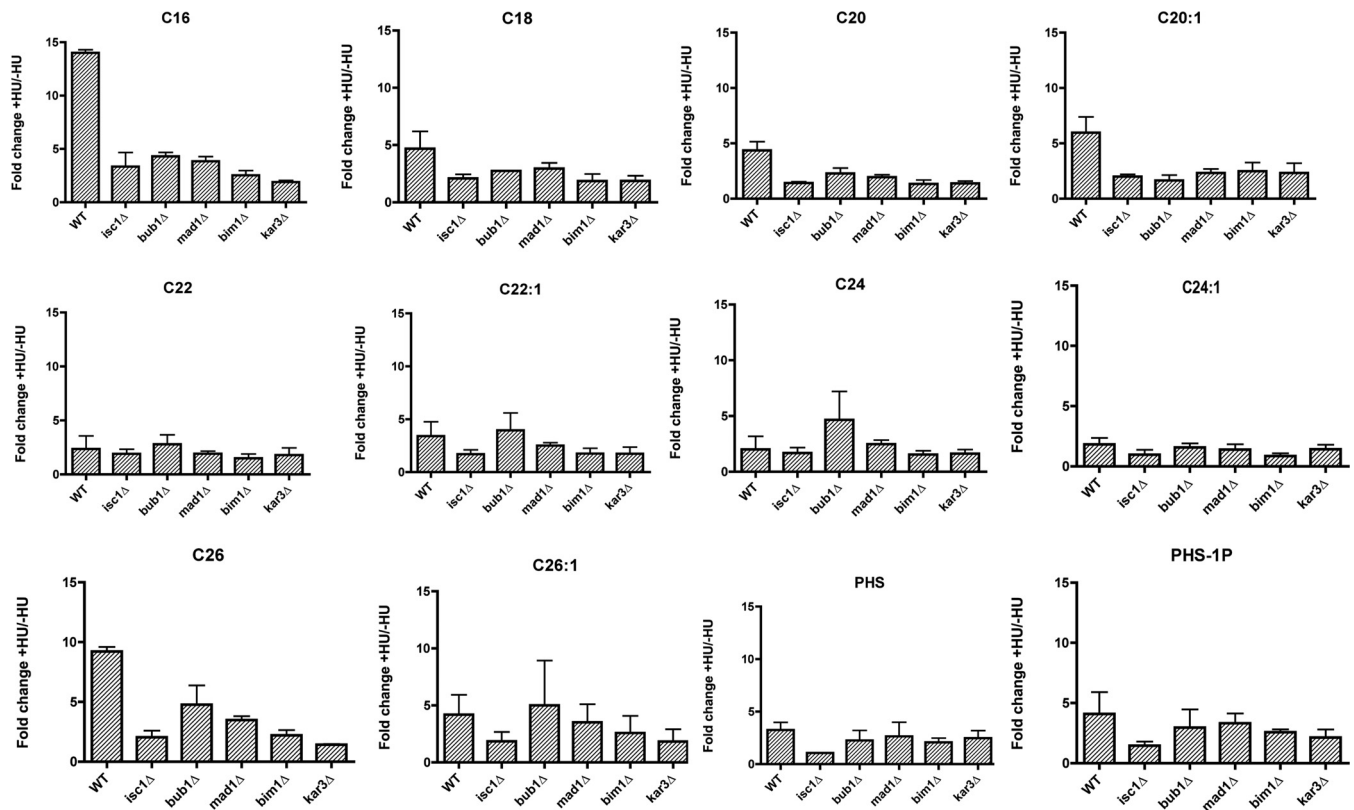 C16
Fold change +HU/-HU
15
10
5
0
WT
isc1Δ
bub1Δ
mad1Δ
bim1Δ
kar3Δ
C18
Fold change +HU/-HU
15
10
5
0
WT
isc1Δ
bub1Δ
mad1Δ
bim1Δ
kar3Δ
C20
Fold change +HU/-HU
15
10
5
0
WT
isc1Δ
bub1Δ
mad1Δ
bim1Δ
kar3Δ
C20:1
Fold change +HU/-HU
15
10
5
0
WT
isc1Δ
bub1Δ
mad1Δ
bim1Δ
kar3Δ
C22
Fold change +HU/-HU
15
10
5
0
WT
isc1Δ
bub1Δ
mad1Δ
bim1Δ
kar3Δ
C22:1
Fold change +HU/-HU
15
10
5
0
WT
isc1Δ
bub1Δ
mad1Δ
bim1Δ
kar3Δ
C24
Fold change +HU/-HU
15
10
5
0
WT
isc1Δ
bub1Δ
mad1Δ
bim1Δ
kar3Δ
C24:1
Fold change +HU/-HU
15
10
5
0
WT
isc1Δ
bub1Δ
mad1Δ
bim1Δ
kar3Δ
C26
Fold change +HU/-HU
15
10
5
0
WT
isc1Δ
bub1Δ
mad1Δ
bim1Δ
kar3Δ
C26:1
Fold change +HU/-HU
15
10
5
0
WT
isc1Δ
bub1Δ
mad1Δ
bim1Δ
kar3Δ
PHS
Fold change +HU/-HU
15
10
5
0
WT
isc1Δ
bub1Δ
mad1Δ
bim1Δ
kar3Δ
PHS-1P
Fold change +HU/-HU
15
10
5
0
WT
isc1Δ
bub1Δ
mad1Δ
bim1Δ
kar3Δ